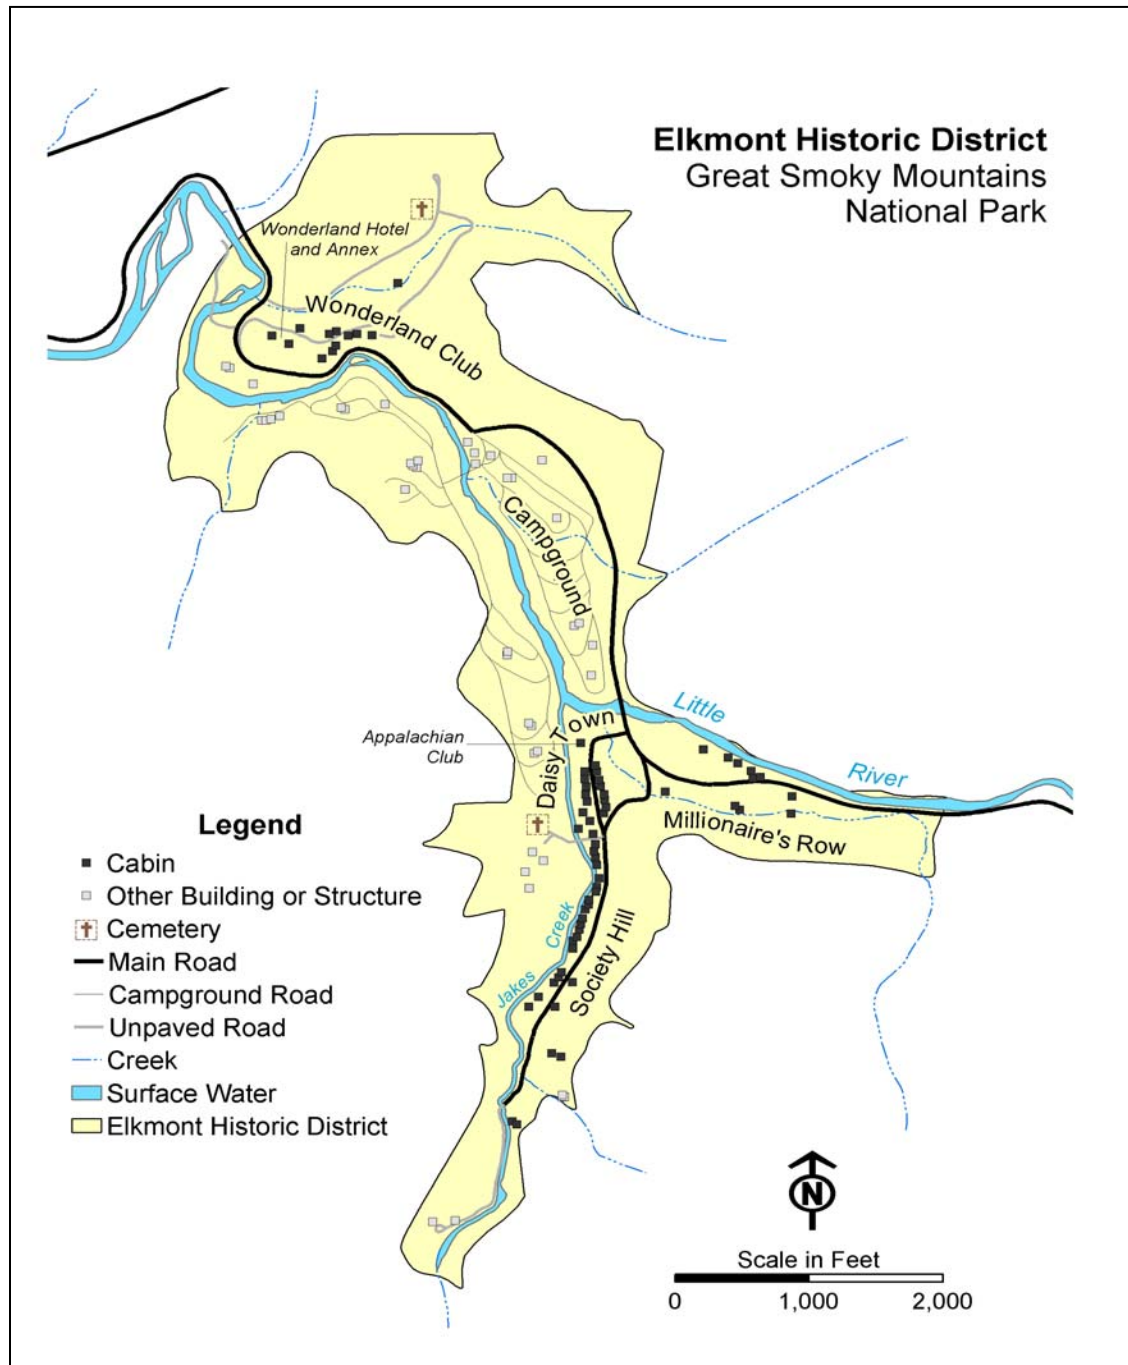 Elkmont Historic District
Great Smoky Mountains
National Park
Wonderland Hotel
and Annex
Wonderland Club
Campground
Little
River
Daisy Town
Appalachian
Club
Millionaire's Row
Creek
Jakes
Society Hill
Legend
Cabin
Other Building or Structure
Cemetery
Main Road
Campground Road
Unpaved Road
Creek
Surface Water
Elkmont Historic District
N
Scale in Feet
0 1,000 2,000